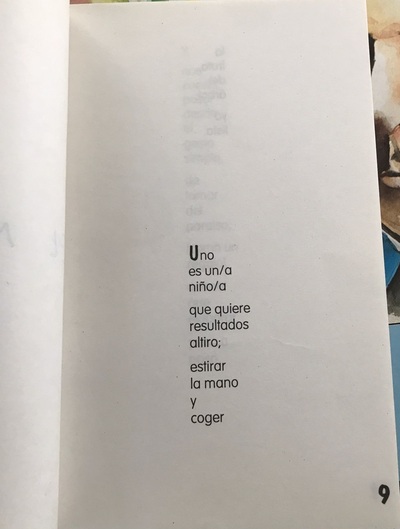 Uno
es un/a
niño/a
que quiere
resultados
altiro;
estirar
la mano
y
coger
9